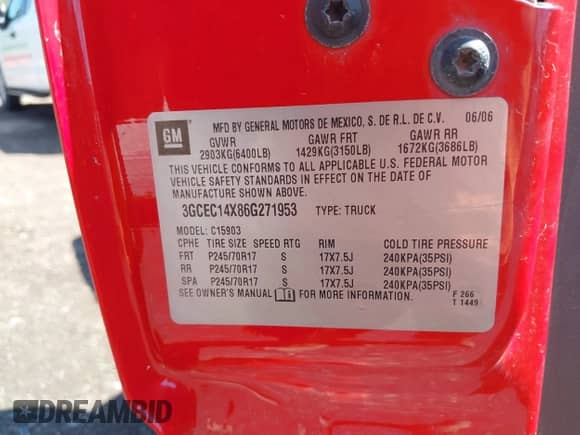 MFD BY GENERAL MOTORS DE MEXICO, S. DE R.L. DE C.V. 06/06
GM
GVWR GAWR FRT GAWR RR
2903KG(6400LB) 1429KG(3150LB) 1672KG(3686LB)
THIS VEHICLE CONFORMS TO ALL APPLICABLE U.S. FEDERAL MOTOR
VEHICLE SAFETY STANDARDS IN EFFECT ON THE DATE OF
MANUFACTURE SHOWN ABOVE.
3GCEC14X86G271953 TYPE: TRUCK
MODEL: C15903
CPHE TIRE SIZE SPEED RTG RIM COLD TIRE PRESSURE
FRT P245/70R17 S 17X7.5J 240KPA(35PSI)
RR P245/70R17 S 17X7.5J 240KPA(35PSI)
SPA P245/70R17 S 17X7.5J 240KPA(35PSI)
SEE OWNER'S MANUAL FOR MORE INFORMATION.
F 266
T 1449
DREAMBID